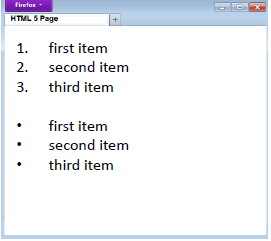 Firefox
HTML 5 Page
1. first item
2. second item
3. third item
• first item
• second item
• third item